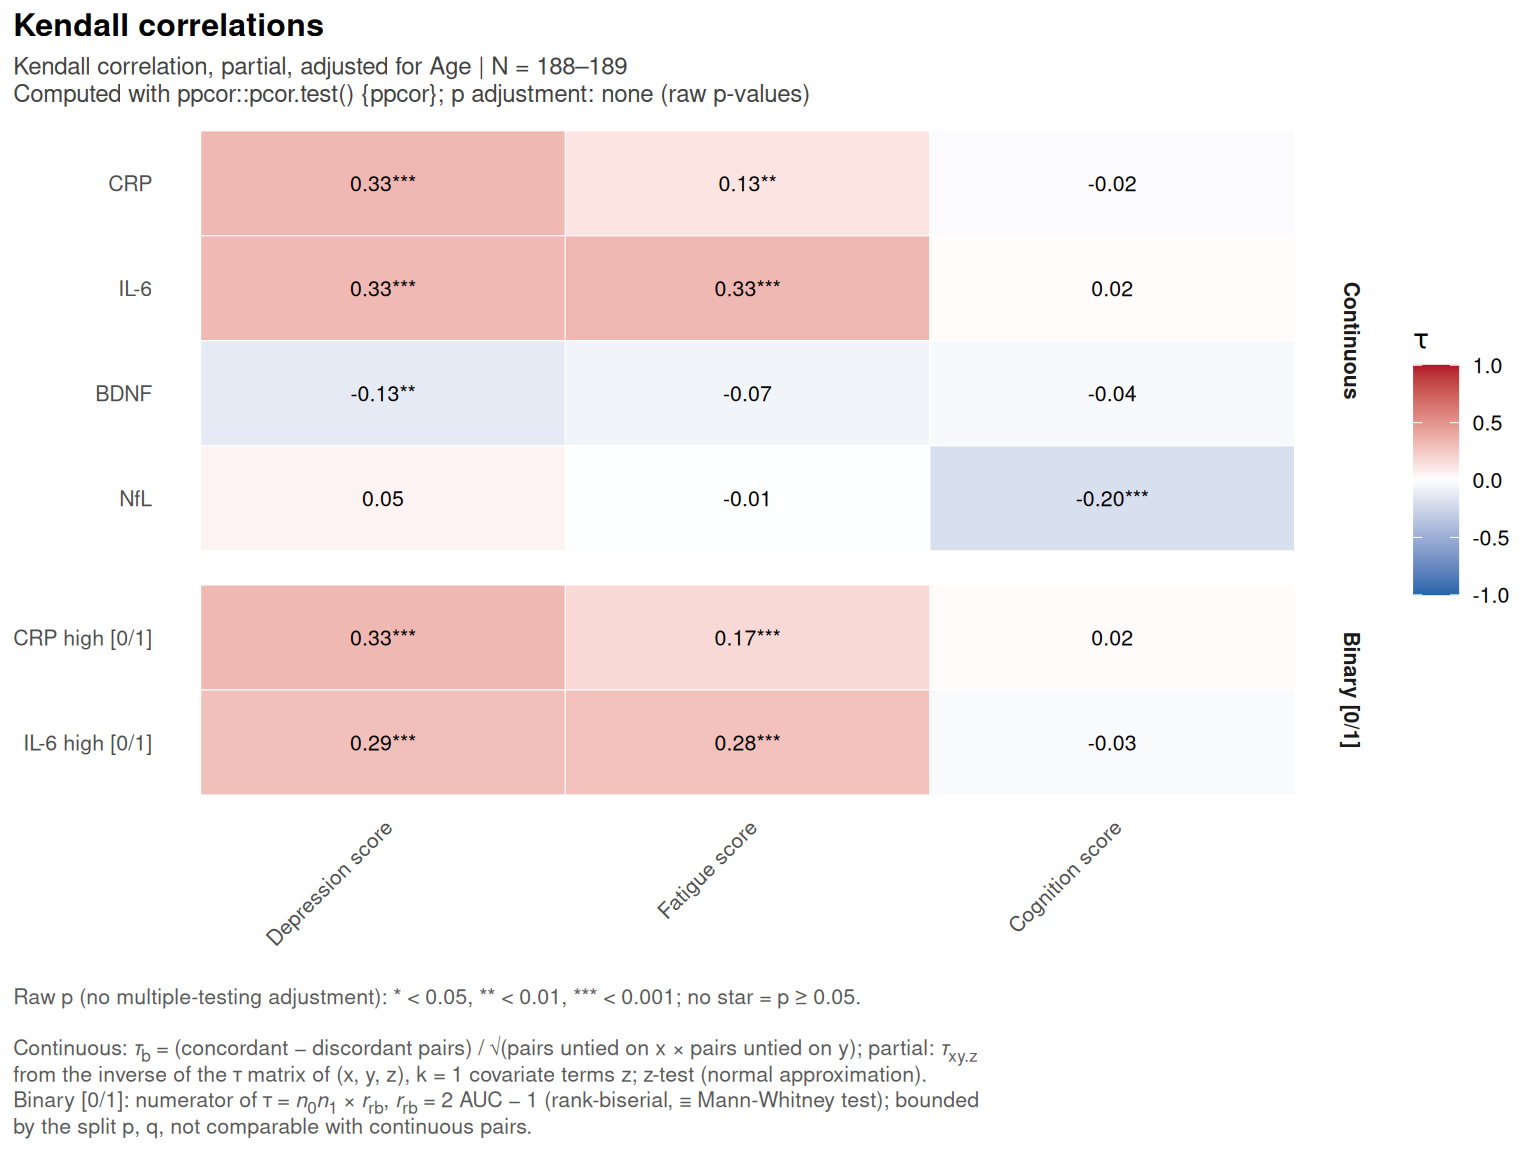 Kendall correlations
Kendall correlation, partial, adjusted for Age | N = 188–189
Computed with ppcor::pcor.test() {ppcor}; p adjustment: none (raw p-values)
CRP 0.33*** 0.13** -0.02
IL-6 0.33*** 0.33*** 0.02
BDNF -0.13** -0.07 -0.04
NfL 0.05 -0.01 -0.20***
Continuous
CRP high [0/1] 0.33*** 0.17*** 0.02
IL-6 high [0/1] 0.29*** 0.28*** -0.03
Binary [0/1]
Depression score
Fatigue score
Cognition score
τ
1.0
0.5
0.0
-0.5
-1.0
Raw p (no multiple-testing adjustment): * < 0.05, ** < 0.01, *** < 0.001; no star = p ≥ 0.05.
Continuous: τb = (concordant − discordant pairs) / √(pairs untied on x × pairs untied on y); partial: τxy.z
from the inverse of the τ matrix of (x, y, z), k = 1 covariate terms z; z-test (normal approximation).
Binary [0/1]: numerator of τ = n0n1 × rrb, rrb = 2 AUC − 1 (rank-biserial, ≡ Mann-Whitney test); bounded
by the split p, q, not comparable with continuous pairs.